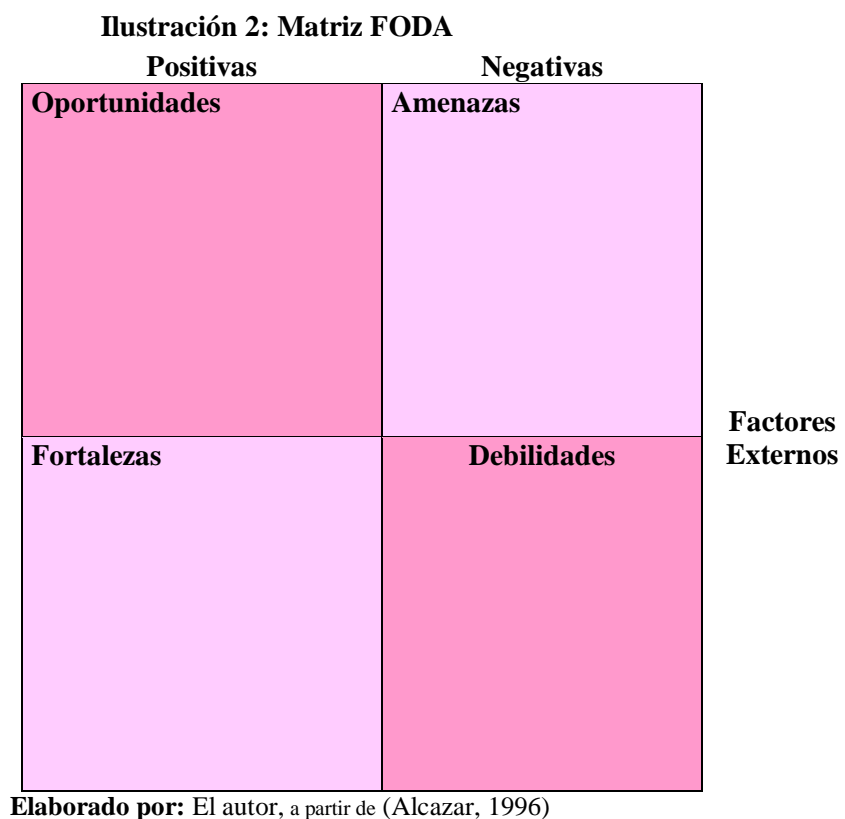 Ilustración 2: Matriz FODA
Positivas Negativas
Oportunidades Amenazas
Factores
Fortalezas Debilidades Externos
Elaborado por: El autor, a partir de (Alcazar, 1996)